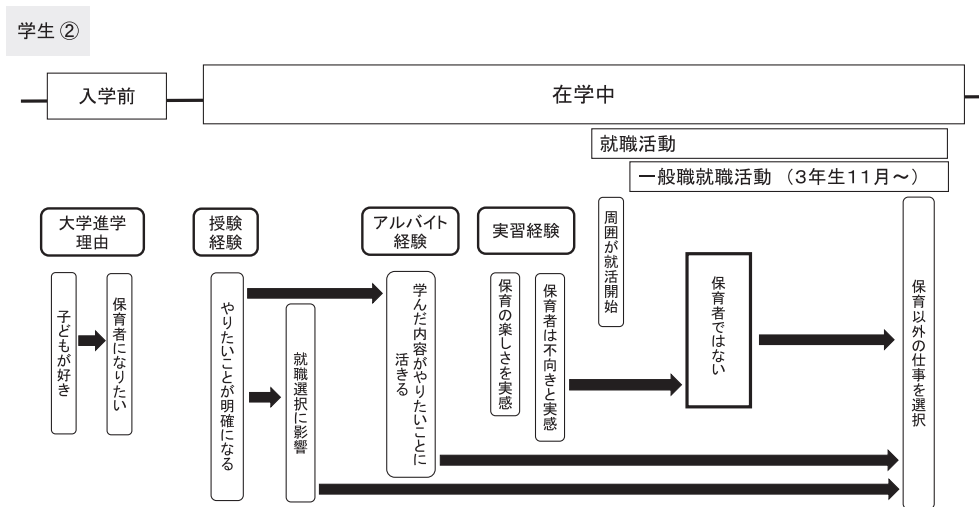 学生②
入学前
在学中
就職活動
一般職就職活動 （3年生11月～）
大学進学
理由
授験
経験
アルバイト
経験
実習経験
子どもが好き
保育者になりたい
やりたいことが明確になる
就職選択に影響
学んだ内容がやりたいことに
活きる
保育の楽しさを実感
保育者は不向きと実感
周囲が就活開始
保育者ではない
保育以外の仕事を選択